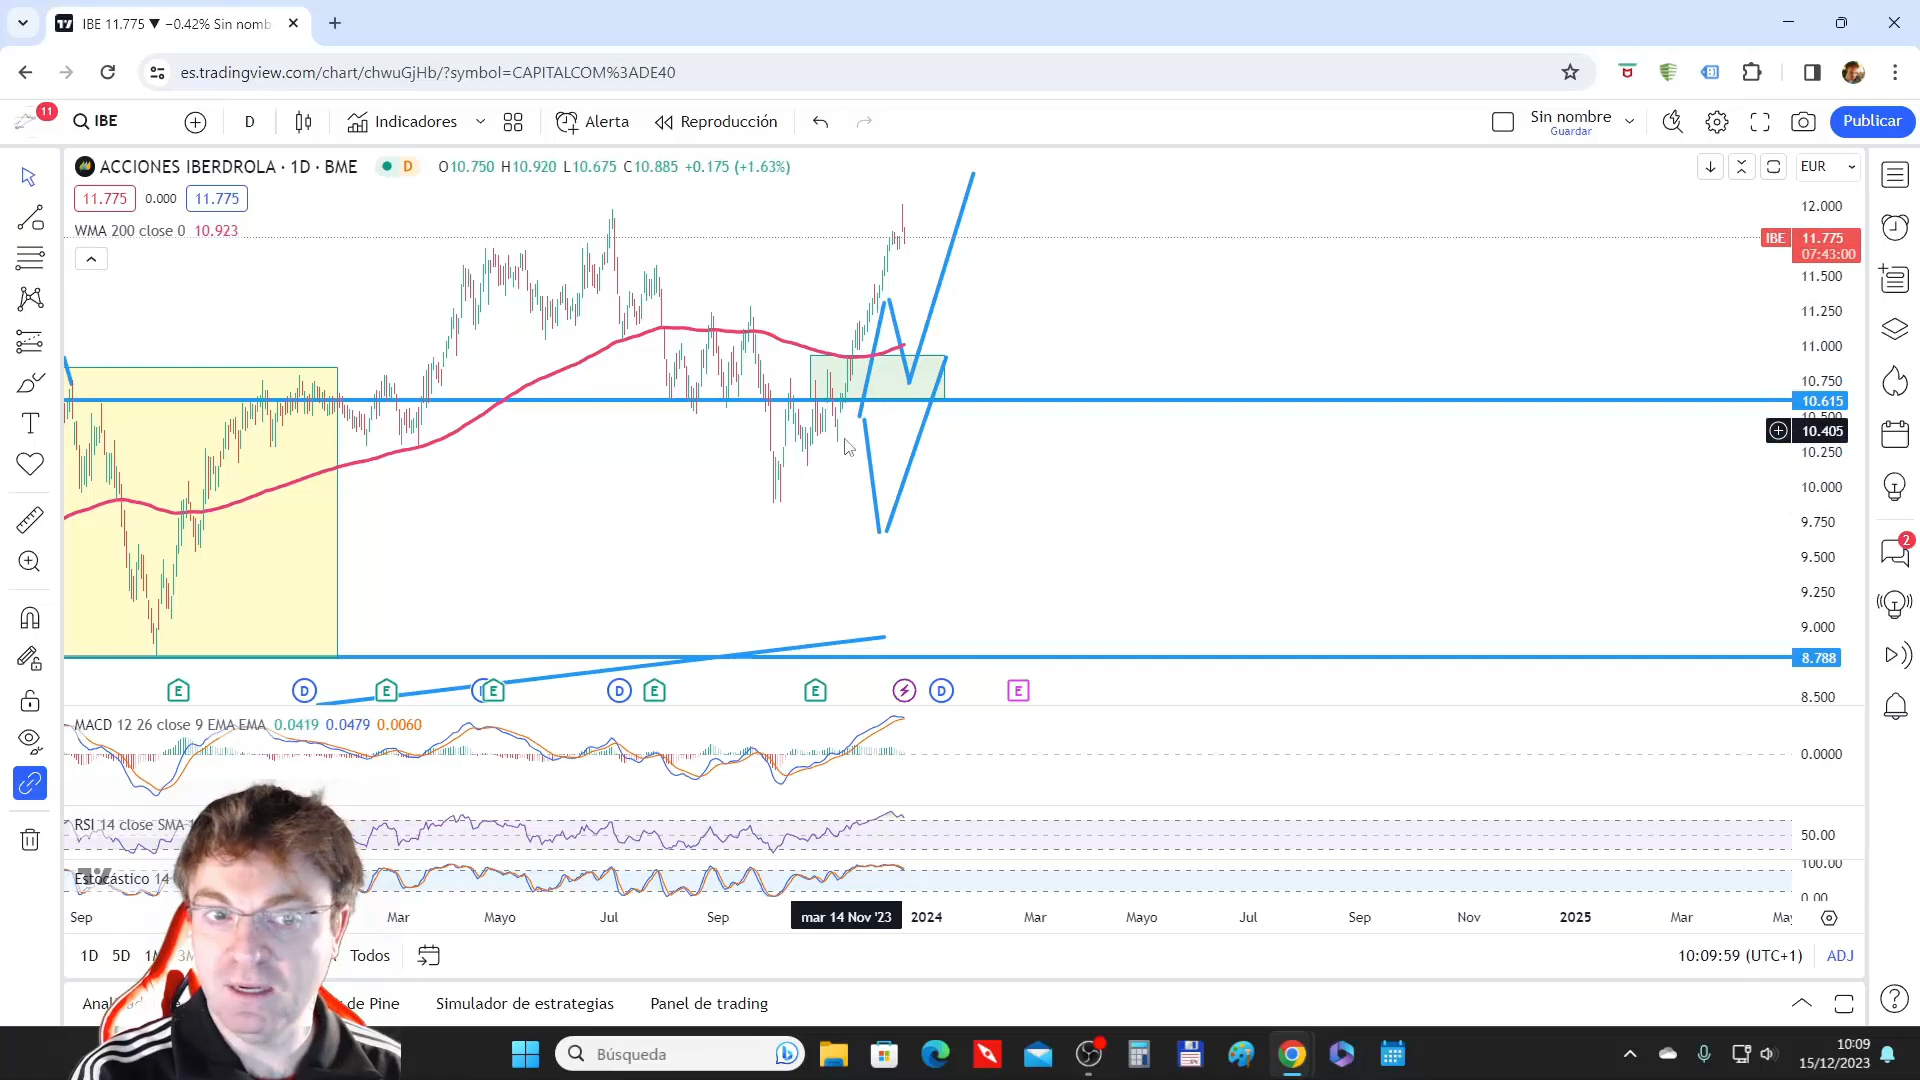 IBE 11.775 ▼ −0.42% Sin nomb
es.tradingview.com/chart/chwuGjHb/?symbol=CAPITALCOM%3ADE40
11
IBE
D
Indicadores
Alerta
Reproducción
Sin nombre
Guardar
Publicar
ACCIONES IBERDROLA · 1D · BME
D
O10.750 H10.920 L10.675 C10.885 +0.175 (+1.63%)
EUR
11.775 0.000 11.775
WMA 200 close 0 10.923
12.000
IBE 11.775
07:43:00
11.500
11.250
11.000
10.750
10.615
10.500
10.405
10.250
10.000
9.750
9.500
9.250
9.000
8.788
8.500
E D E E D E E D E
2
MACD 12 26 close 9 EMA EMA 0.0419 0.0479 0.0060
0.0000
RSI 14 close SMA
50.00
100.00
Estocástico 14
0.00
Sep Mar Mayo Jul Sep mar 14 Nov '23 2024 Mar Mayo Jul Sep Nov 2025 Mar
1D 5D Todos
10:09:59 (UTC+1) ADJ
de Pine Simulador de estrategias Panel de trading
Búsqueda
10:09
15/12/2023